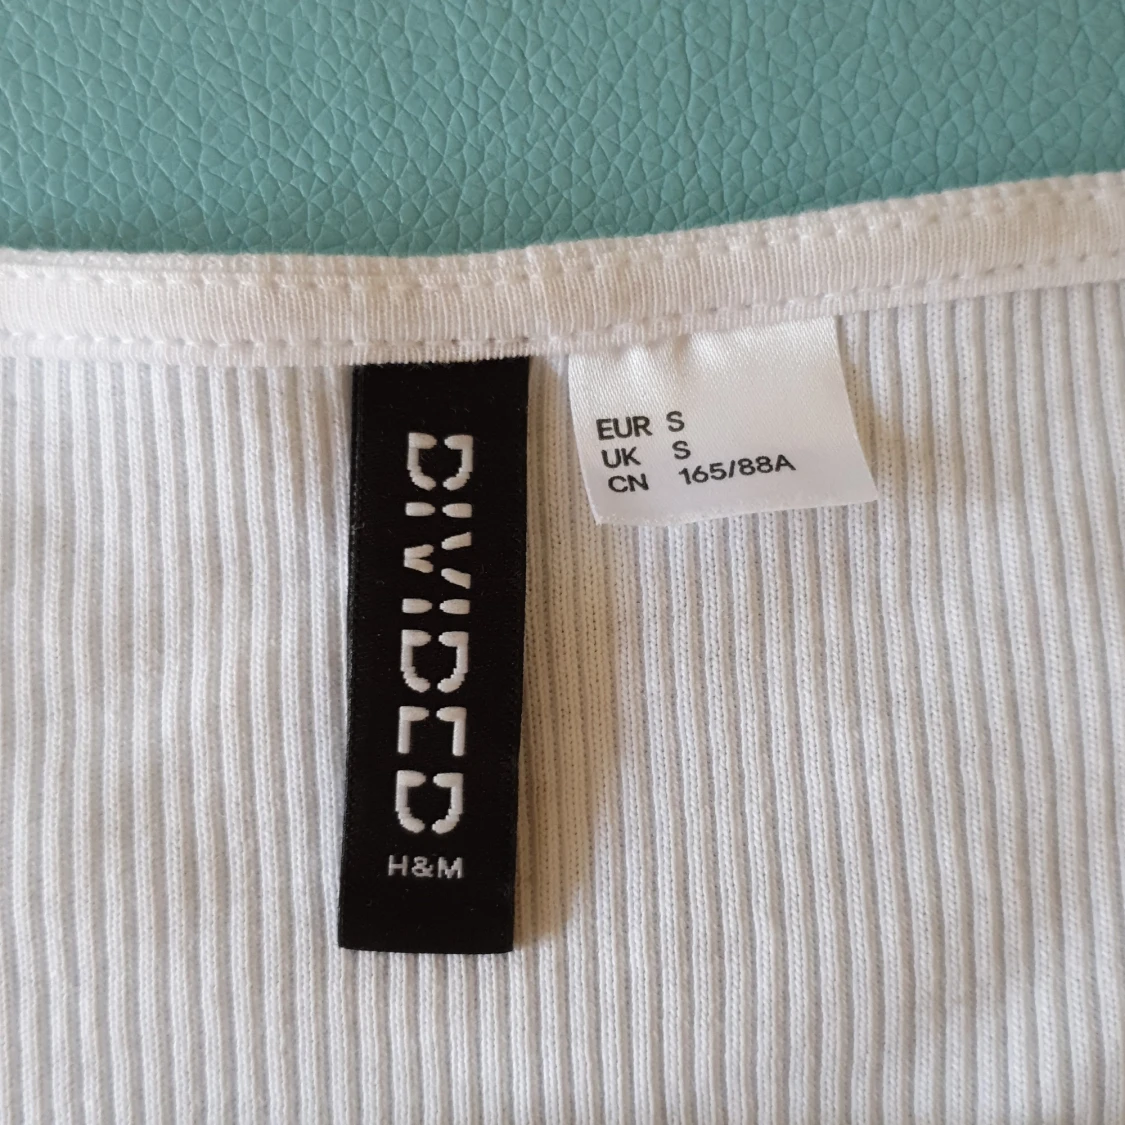 DIVIDED
H&M
EUR S
UK S
CN 165/88A